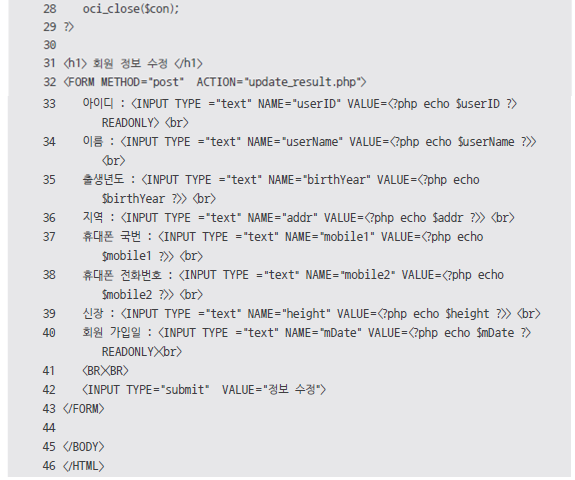 28    oci_close($con);
29 ?>
30
31 <h1> 회원 정보 수정 </h1>
32 <FORM METHOD="post"  ACTION="update_result.php">
33    아이디 : <INPUT TYPE ="text" NAME="userID" VALUE=<?php echo $userID ?>
READONLY> <br>
34    이름 : <INPUT TYPE ="text" NAME="userName" VALUE=<?php echo $userName ?>>
<br>
35    출생년도 : <INPUT TYPE ="text" NAME="birthYear" VALUE=<?php echo
$birthYear ?>> <br>
36    지역 : <INPUT TYPE ="text" NAME="addr" VALUE=<?php echo $addr ?>> <br>
37    휴대폰 국번 : <INPUT TYPE ="text" NAME="mobile1" VALUE=<?php echo
$mobile1 ?>> <br>
38    휴대폰 전화번호 : <INPUT TYPE ="text" NAME="mobile2" VALUE=<?php echo
$mobile2 ?>> <br>
39    신장 : <INPUT TYPE ="text" NAME="height" VALUE=<?php echo $height ?>> <br>
40    회원 가입일 : <INPUT TYPE ="text" NAME="mDate" VALUE=<?php echo $mDate ?>
READONLY><br>
41    <BR><BR>
42    <INPUT TYPE="submit"  VALUE="정보 수정">
43 </FORM>
44
45 </BODY>
46 </HTML>